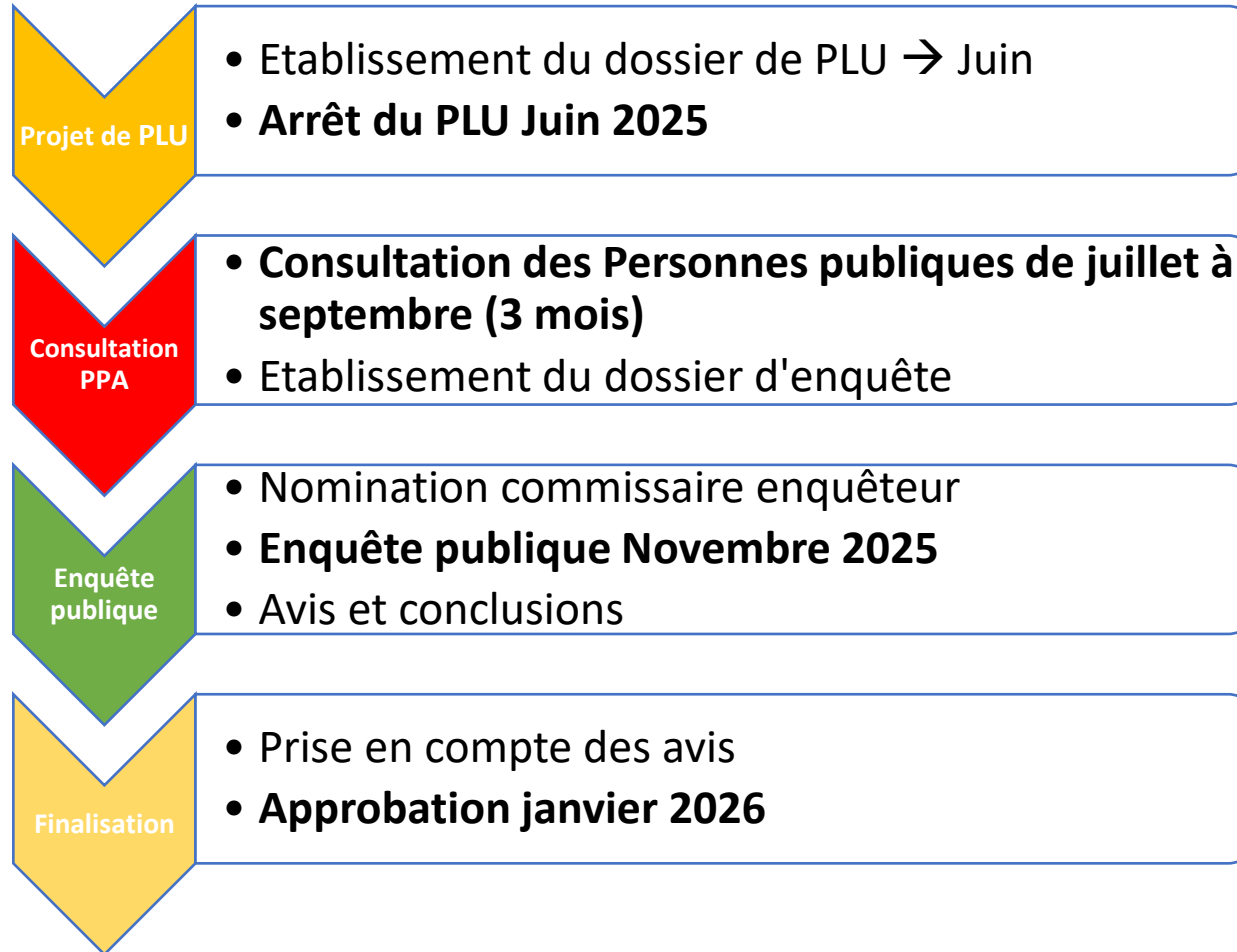 Projet de PLU
• Etablissement du dossier de PLU → Juin
• Arrêt du PLU Juin 2025
Consultation
PPA
• Consultation des Personnes publiques de juillet à
septembre (3 mois)
• Etablissement du dossier d'enquête
Enquête
publique
• Nomination commissaire enquêteur
• Enquête publique Novembre 2025
• Avis et conclusions
Finalisation
• Prise en compte des avis
• Approbation janvier 2026